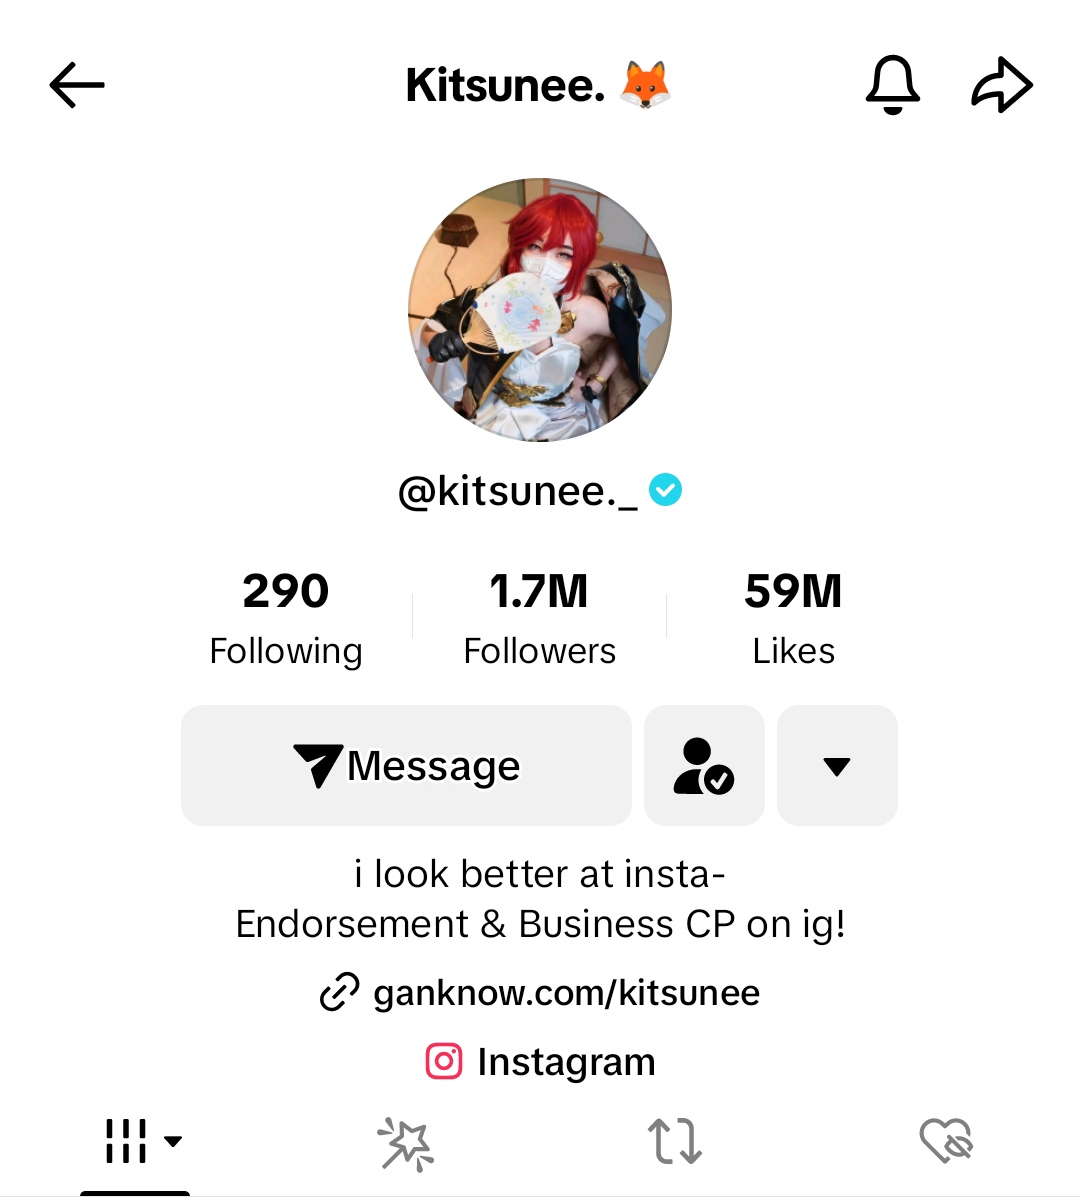 Kitsunee. 🦊
@kitsunee._
290 1.7M 59M
Following Followers Likes
Message
i look better at insta-
Endorsement & Business CP on ig!
ganknow.com/kitsunee
Instagram